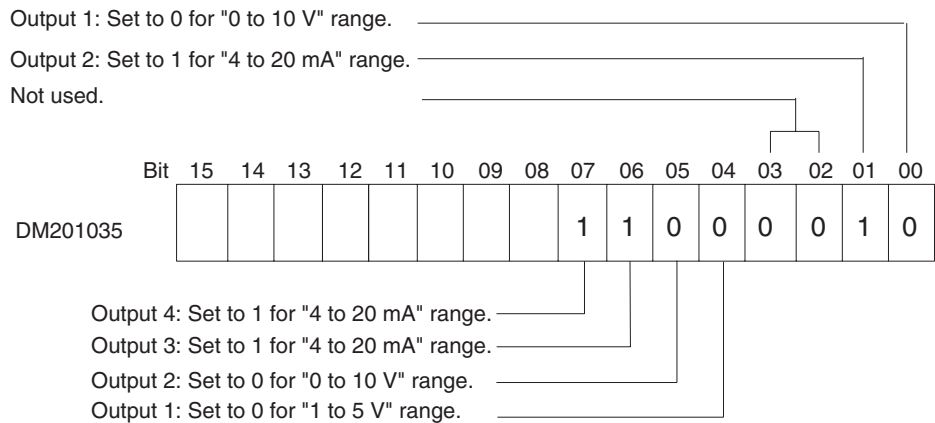 Output 1: Set to 0 for "0 to 10 V" range.
Output 2: Set to 1 for "4 to 20 mA" range.
Not used.
Bit 15 14 13 12 11 10 09 08 07 06 05 04 03 02 01 00
DM201035 1 1 0 0 0 0 1 0
Output 4: Set to 1 for "4 to 20 mA" range.
Output 3: Set to 1 for "4 to 20 mA" range.
Output 2: Set to 0 for "0 to 10 V" range.
Output 1: Set to 0 for "1 to 5 V" range.